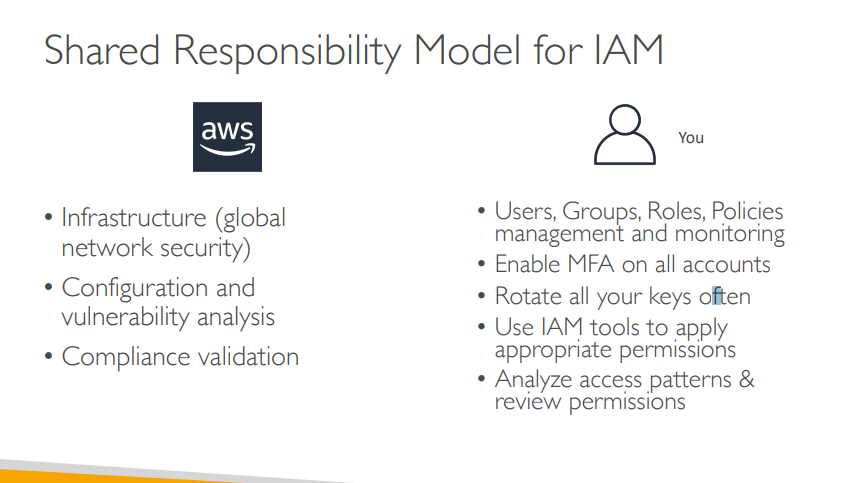 Shared Responsibility Model for IAM
aws
You
• Infrastructure (global
network security)
• Configuration and
vulnerability analysis
• Compliance validation
• Users, Groups, Roles, Policies
management and monitoring
• Enable MFA on all accounts
• Rotate all your keys often
• Use IAM tools to apply
appropriate permissions
• Analyze access patterns &
review permissions